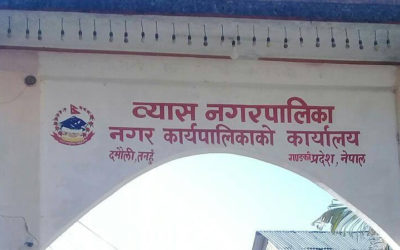 व्यास नगरपालिका
नगर कार्यपालिकाको कार्यालय
दमौली, तनहुँ गण्डकी प्रदेश, नेपाल